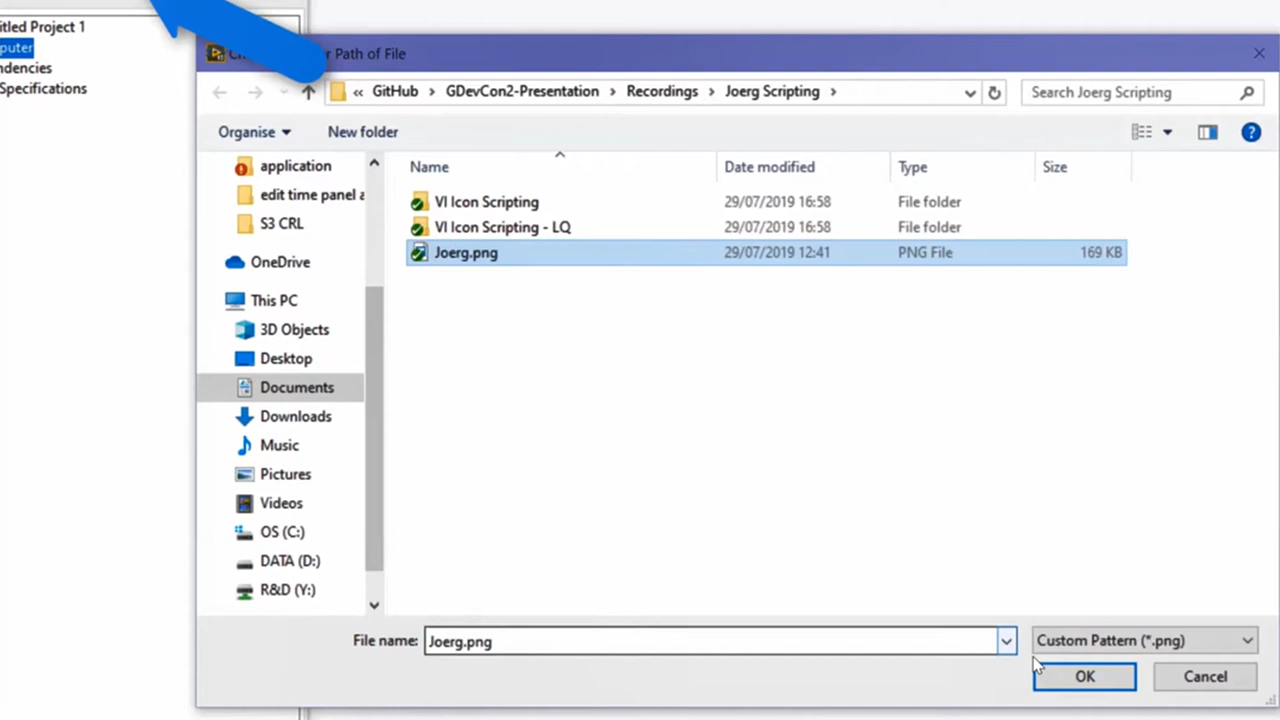 titled Project 1
puter
ndencies
Specifications
Path of File
« GitHub › GDevCon2-Presentation › Recordings › Joerg Scripting ›
Search Joerg Scripting
Organise
New folder
Name
Date modified
Type
Size
application
edit time panel a
S3 CRL
OneDrive
This PC
3D Objects
Desktop
Documents
Downloads
Music
Pictures
Videos
OS (C:)
DATA (D:)
R&D (Y:)
VI Icon Scripting 29/07/2019 16:58 File folder
VI Icon Scripting - LQ 29/07/2019 16:58 File folder
Joerg.png 29/07/2019 12:41 PNG File 169 KB
File name: Joerg.png
Custom Pattern (*.png)
OK
Cancel